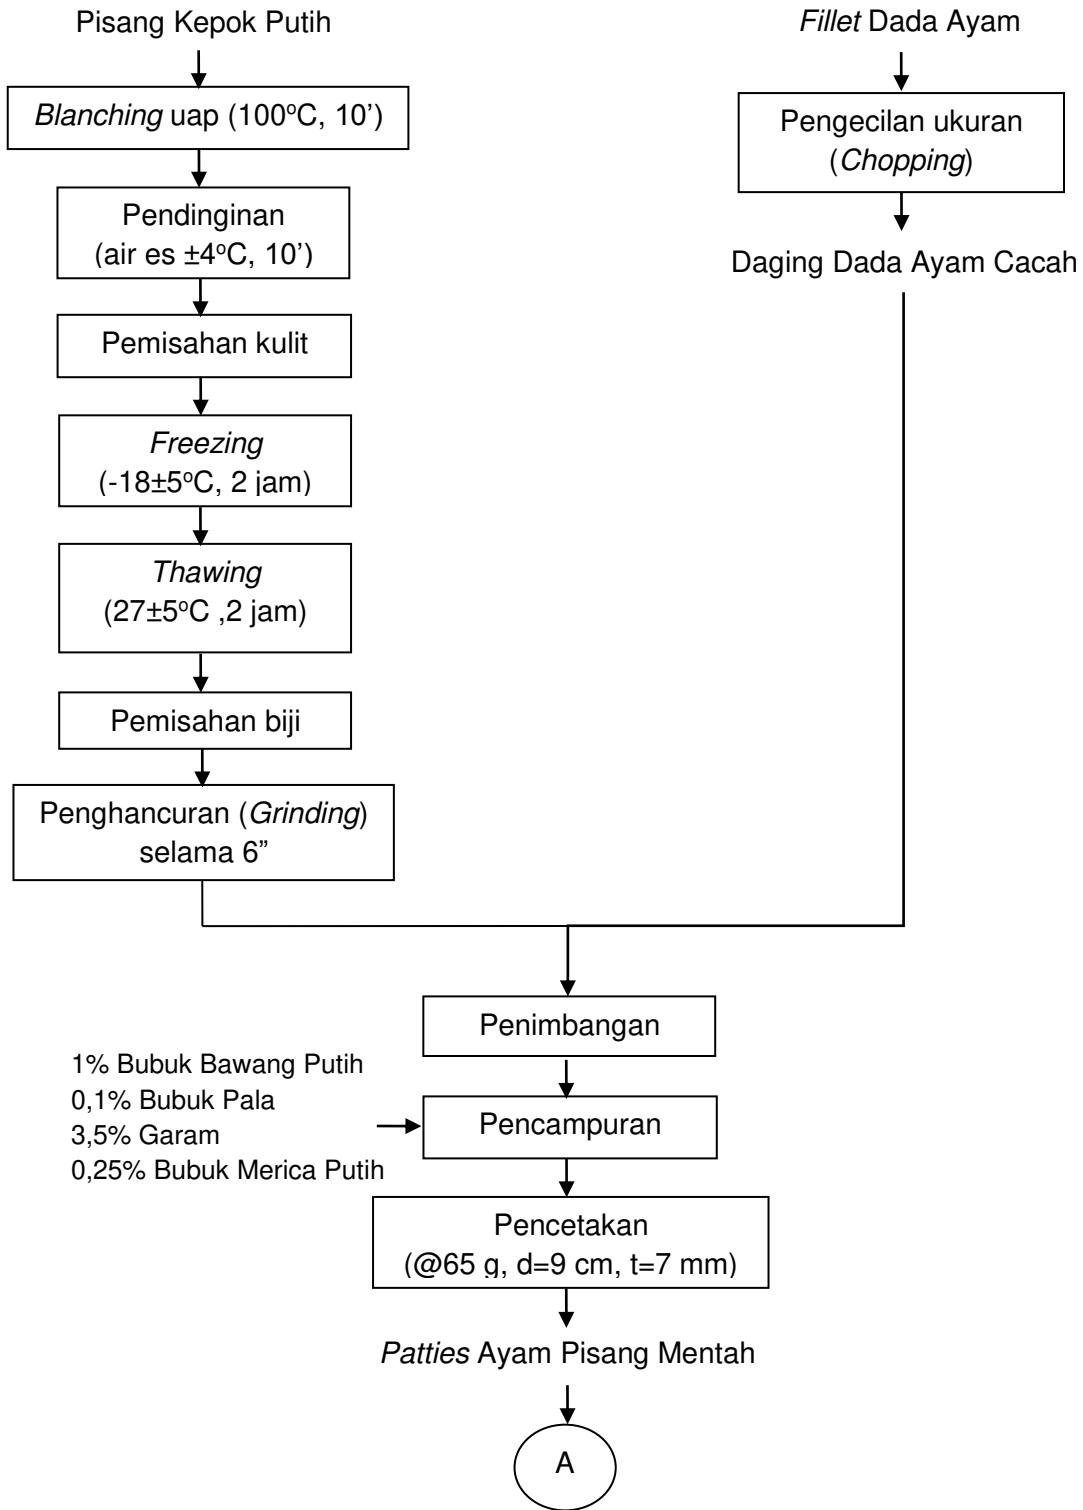 Pisang Kepok Putih
Blanching uap (100ºC, 10’)
Pendinginan
(air es ±4ºC, 10’)
Pemisahan kulit
Freezing
(-18±5ºC, 2 jam)
Thawing
(27±5ºC ,2 jam)
Pemisahan biji
Penghancuran (Grinding)
selama 6”
Fillet Dada Ayam
Pengecilan ukuran
(Chopping)
Daging Dada Ayam Cacah
Penimbangan
1% Bubuk Bawang Putih
0,1% Bubuk Pala
3,5% Garam
0,25% Bubuk Merica Putih
Pencampuran
Pencetakan
(@65 g, d=9 cm, t=7 mm)
Patties Ayam Pisang Mentah
A